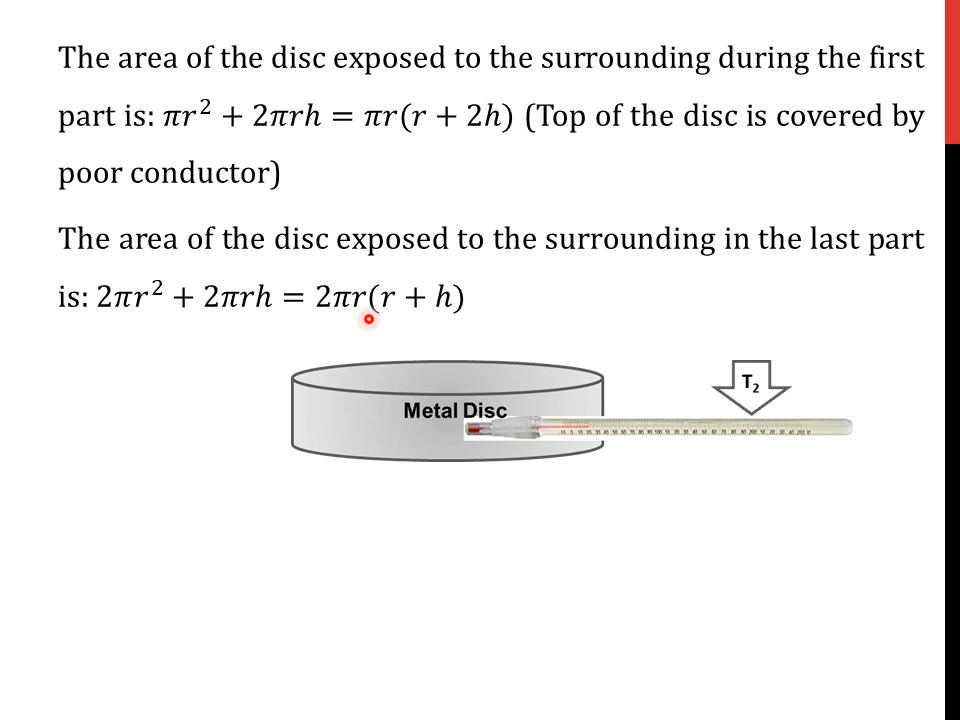 The area of the disc exposed to the surrounding during the first
part is: 𝜋𝑟² + 2𝜋𝑟ℎ = 𝜋𝑟(𝑟 + 2ℎ) (Top of the disc is covered by
poor conductor)
The area of the disc exposed to the surrounding in the last part
is: 2𝜋𝑟² + 2𝜋𝑟ℎ = 2𝜋𝑟(𝑟 + ℎ)
T₂
Metal Disc